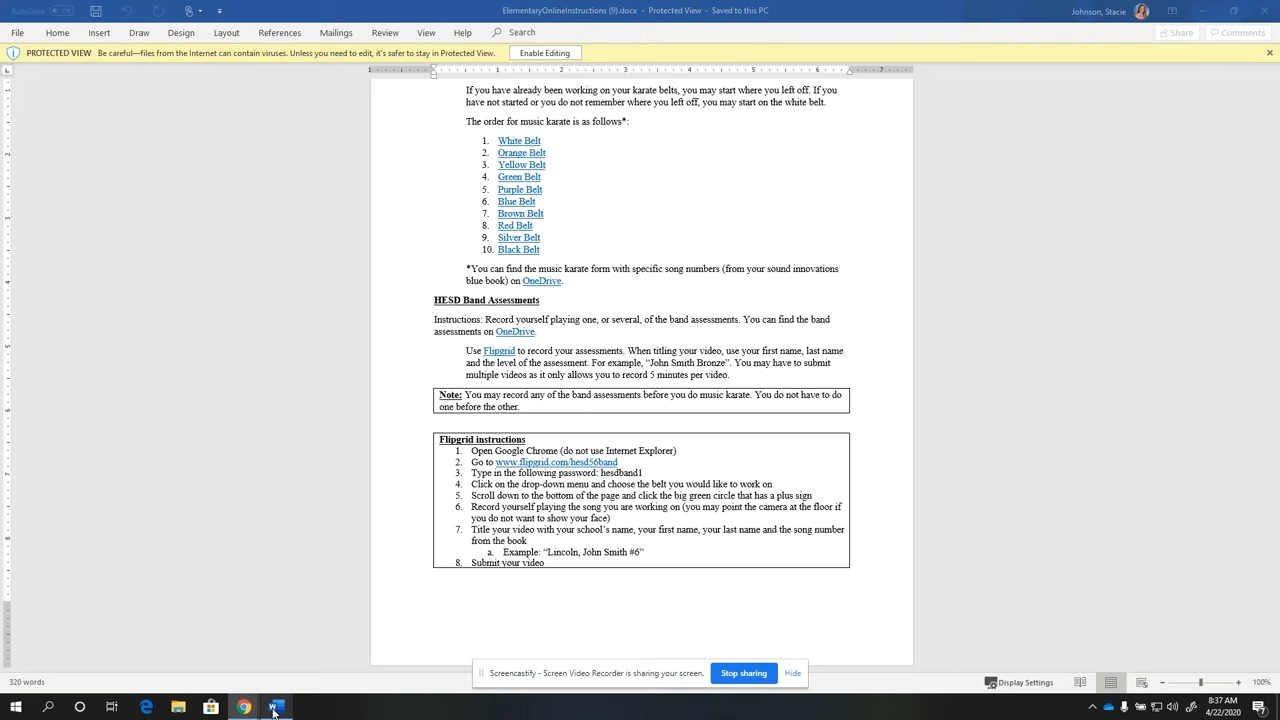 AutoSave Off
ElementaryOnlineInstructions (9).docx - Protected View - Saved to this PC
Johnson, Stacie
File Home Insert Draw Design Layout References Mailings Review View Help Search Share Comments
PROTECTED VIEW Be careful—files from the Internet can contain viruses. Unless you need to edit, it's safer to stay in Protected View. Enable Editing
If you have already been working on your karate belts, you may start where you left off. If you
have not started or you do not remember where you left off, you may start on the white belt.
The order for music karate is as follows*:
1. White Belt
2. Orange Belt
3. Yellow Belt
4. Green Belt
5. Purple Belt
6. Blue Belt
7. Brown Belt
8. Red Belt
9. Silver Belt
10. Black Belt
*You can find the music karate form with specific song numbers (from your sound innovations
blue book) on OneDrive.
HESD Band Assessments
Instructions: Record yourself playing one, or several, of the band assessments. You can find the band
assessments on OneDrive.
Use Flipgrid to record your assessments. When titling your video, use your first name, last name
and the level of the assessment. For example, “John Smith Bronze”. You may have to submit
multiple videos as it only allows you to record 5 minutes per video.
Note: You may record any of the band assessments before you do music karate. You do not have to do
one before the other.
Flipgrid instructions
1. Open Google Chrome (do not use Internet Explorer)
2. Go to www.flipgrid.com/hesd56band
3. Type in the following password: hesdband1
4. Click on the drop-down menu and choose the belt you would like to work on
5. Scroll down to the bottom of the page and click the big green circle that has a plus sign
6. Record yourself playing the song you are working on (you may point the camera at the floor if
you do not want to show your face)
7. Title your video with your school’s name, your first name, your last name and the song number
from the book
a. Example: “Lincoln, John Smith #6”
8. Submit your video
Screencastify - Screen Video Recorder is sharing your screen. Stop sharing Hide
320 words
Display Settings
100%
8:37 AM
4/22/2020